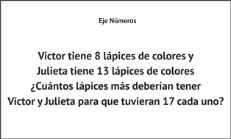 Eje Números
Víctor tiene 8 lápices de colores y
Julieta tiene 13 lápices de colores
¿Cuántos lápices más deberían tener
Víctor y Julieta para que tuvieran 17 cada uno?